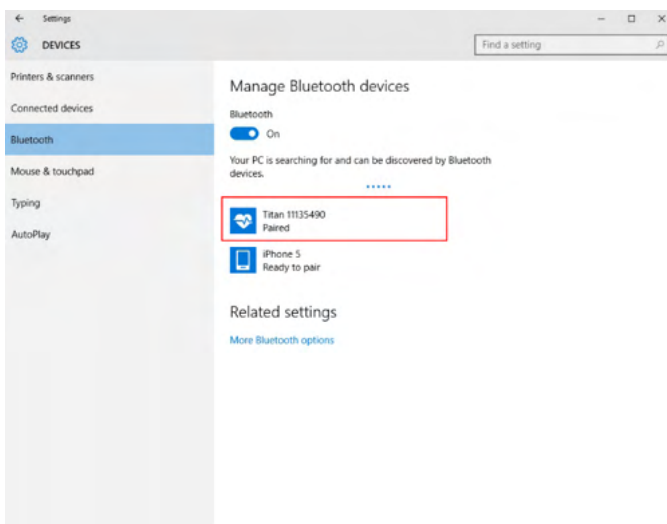 Settings
DEVICES
Find a setting
Printers & scanners
Connected devices
Bluetooth
Mouse & touchpad
Typing
AutoPlay
Manage Bluetooth devices
Bluetooth
On
Your PC is searching for and can be discovered by Bluetooth
devices.
Titan 11135490
Paired
iPhone 5
Ready to pair
Related settings
More Bluetooth options